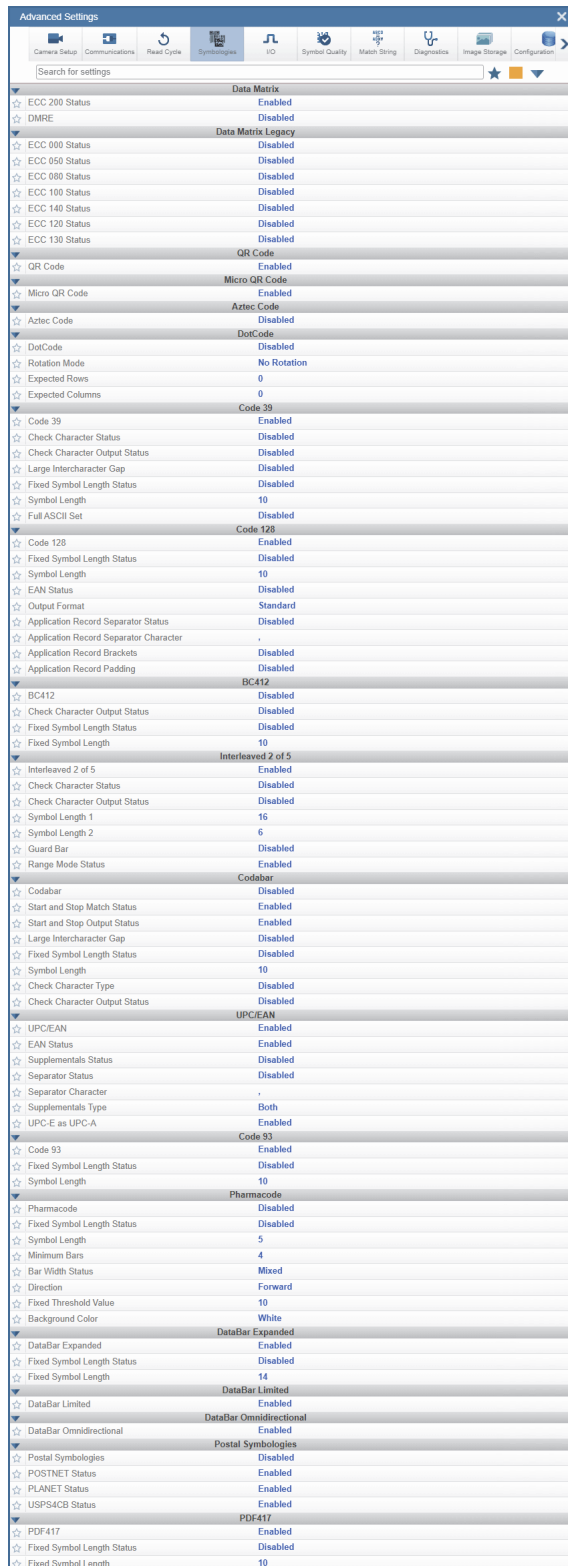 Advanced Settings
Camera Setup Communications Read Cycle Symbologies I/O Symbol Quality Match String Diagnostics Image Storage Configuration
Search for settings
Data Matrix
ECC 200 Status Enabled
DMRE Disabled
Data Matrix Legacy
ECC 000 Status Disabled
ECC 050 Status Disabled
ECC 080 Status Disabled
ECC 100 Status Disabled
ECC 140 Status Disabled
ECC 120 Status Disabled
ECC 130 Status Disabled
QR Code
QR Code Enabled
Micro QR Code
Micro QR Code Enabled
Aztec Code
Aztec Code Disabled
DotCode
DotCode Disabled
Rotation Mode No Rotation
Expected Rows 0
Expected Columns 0
Code 39
Code 39 Enabled
Check Character Status Disabled
Check Character Output Status Disabled
Large Intercharacter Gap Disabled
Fixed Symbol Length Status Disabled
Symbol Length 10
Full ASCII Set Disabled
Code 128
Code 128 Enabled
Fixed Symbol Length Status Disabled
Symbol Length 10
EAN Status Disabled
Output Format Standard
Application Record Separator Status Disabled
Application Record Separator Character ,
Application Record Brackets Disabled
Application Record Padding Disabled
BC412
BC412 Disabled
Check Character Output Status Disabled
Fixed Symbol Length Status Disabled
Fixed Symbol Length 10
Interleaved 2 of 5
Interleaved 2 of 5 Enabled
Check Character Status Disabled
Check Character Output Status Disabled
Symbol Length 1 16
Symbol Length 2 6
Guard Bar Disabled
Range Mode Status Enabled
Codabar
Codabar Disabled
Start and Stop Match Status Enabled
Start and Stop Output Status Enabled
Large Intercharacter Gap Disabled
Fixed Symbol Length Status Disabled
Symbol Length 10
Check Character Type Disabled
Check Character Output Status Disabled
UPC/EAN
UPC/EAN Enabled
EAN Status Enabled
Supplementals Status Disabled
Separator Status Disabled
Separator Character ,
Supplementals Type Both
UPC-E as UPC-A Enabled
Code 93
Code 93 Enabled
Fixed Symbol Length Status Disabled
Symbol Length 10
Pharmacode
Pharmacode Disabled
Fixed Symbol Length Status Disabled
Symbol Length 5
Minimum Bars 4
Bar Width Status Mixed
Direction Forward
Fixed Threshold Value 10
Background Color White
DataBar Expanded
DataBar Expanded Enabled
Fixed Symbol Length Status Disabled
Fixed Symbol Length 14
DataBar Limited
DataBar Limited Enabled
DataBar Omnidirectional
DataBar Omnidirectional Enabled
Postal Symbologies
Postal Symbologies Disabled
POSTNET Status Enabled
PLANET Status Enabled
USPS4CB Status Enabled
PDF417
PDF417 Enabled
Fixed Symbol Length Status Disabled
Fixed Symbol Length 10